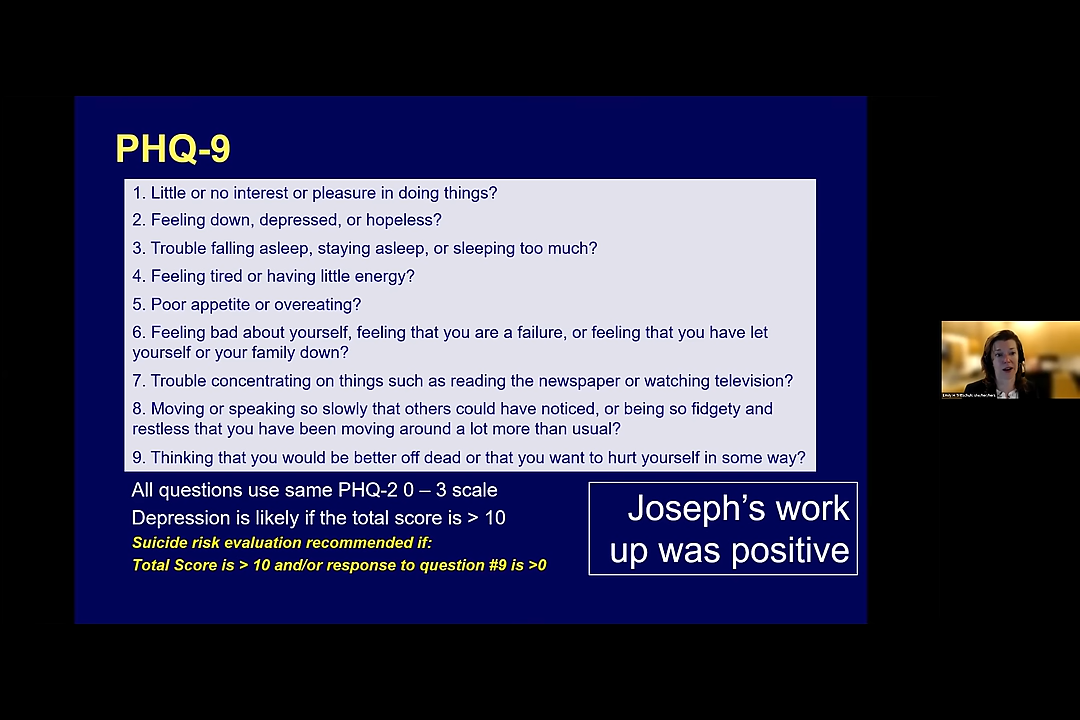 PHQ-9
1. Little or no interest or pleasure in doing things?
2. Feeling down, depressed, or hopeless?
3. Trouble falling asleep, staying asleep, or sleeping too much?
4. Feeling tired or having little energy?
5. Poor appetite or overeating?
6. Feeling bad about yourself, feeling that you are a failure, or feeling that you have let
yourself or your family down?
7. Trouble concentrating on things such as reading the newspaper or watching television?
8. Moving or speaking so slowly that others could have noticed, or being so fidgety and
restless that you have been moving around a lot more than usual?
9. Thinking that you would be better off dead or that you want to hurt yourself in some way?
All questions use same PHQ-2 0 – 3 scale
Depression is likely if the total score is > 10
Suicide risk evaluation recommended if:
Total Score is > 10 and/or response to question #9 is >0
Joseph’s work
up was positive